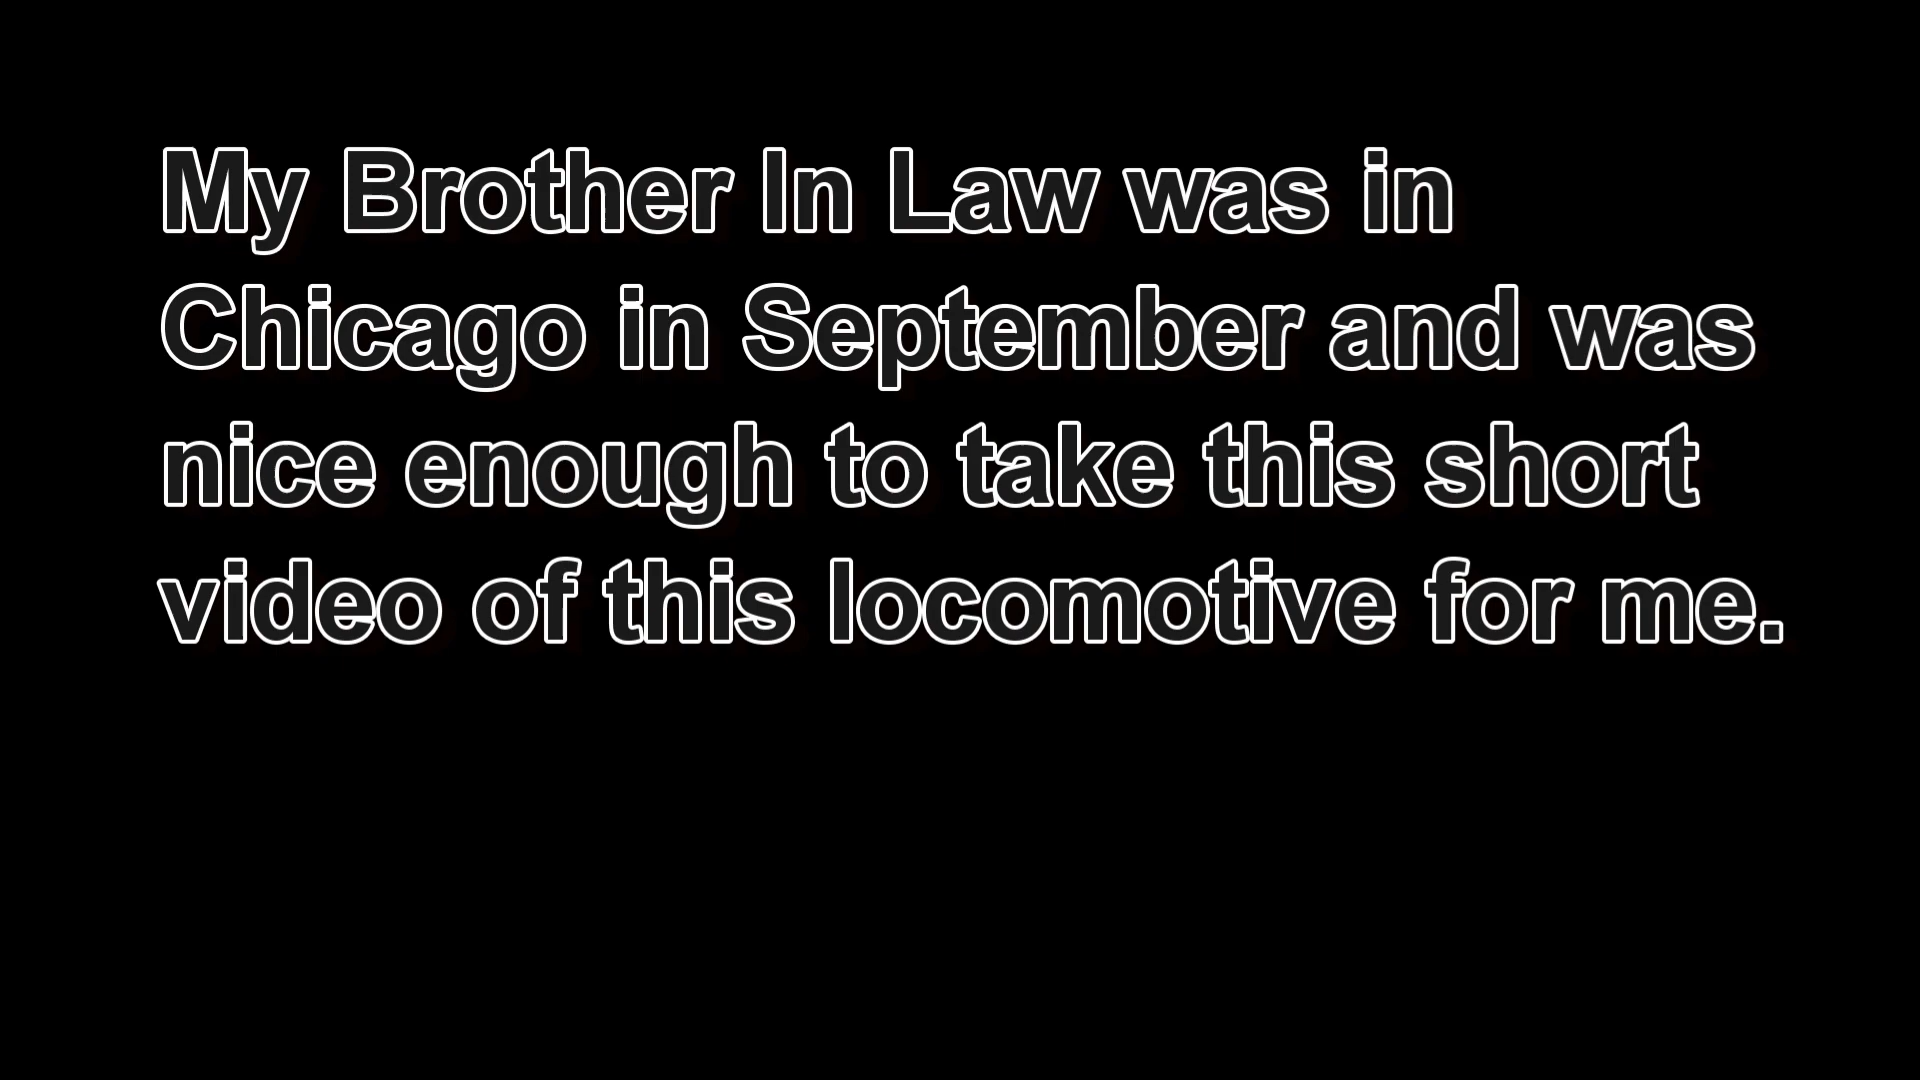 My Brother In Law was in
Chicago in September and was
nice enough to take this short
video of this locomotive for me.